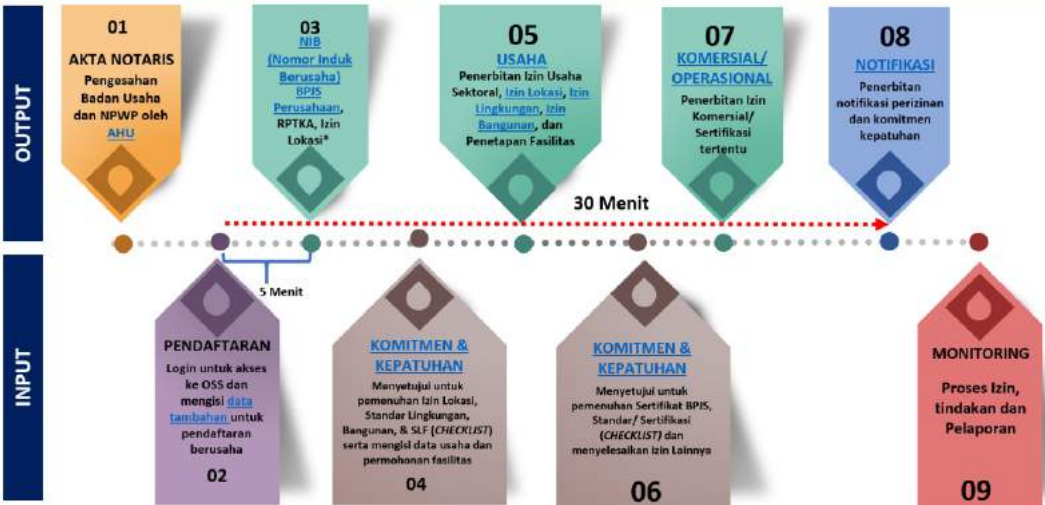 OUTPUT
01
AKTA NOTARIS
Pengesahan
Badan Usaha
dan NPWP oleh
AHU
03
NIB
(Nomor Induk
Berusaha)
BPJS
Perusahaan,
RPTKA, Izin
Lokasi*
05
USAHA
Penerbitan Izin Usaha
Sektoral, Izin Lokasi, Izin
Lingkungan, Izin
Bangunan, dan
Penetapan Fasilitas
07
KOMERSIAL/
OPERASIONAL
Penerbitan Izin
Komersial/
Sertifikasi
tertentu
08
NOTIFIKASI
Penerbitan
notifikasi perizinan
dan komitmen
kepatuhan
30 Menit
5 Menit
INPUT
PENDAFTARAN
Login untuk akses
ke OSS dan
mengisi data
tambahan untuk
pendaftaran
berusaha
02
KOMITMEN &
KEPATUHAN
Menyetujui untuk
pemenuhan Izin Lokasi,
Standar Lingkungan,
Bangunan, & SLF (CHECKLIST)
serta mengisi data usaha dan
permohonan fasilitas
04
KOMITMEN &
KEPATUHAN
Menyetujui untuk
pemenuhan Sertifikat BPJS,
Standar/ Sertifikasi
(CHECKLIST) dan
menyelesaikan Izin Lainnya
06
MONITORING
Proses Izin,
tindakan dan
Pelaporan
09